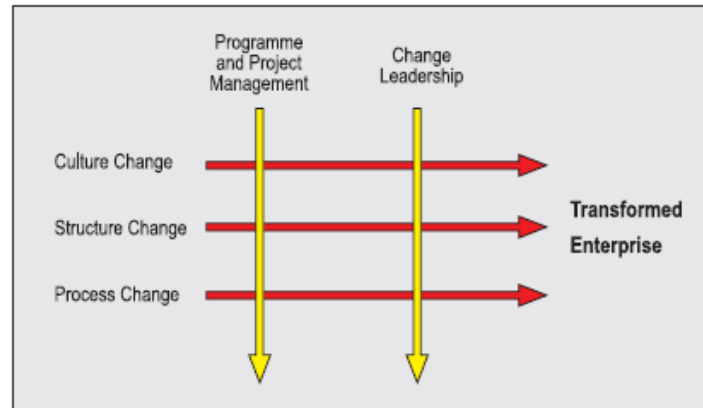 Programme
and Project
Management
Change
Leadership
Culture Change
Structure Change
Process Change
Transformed
Enterprise